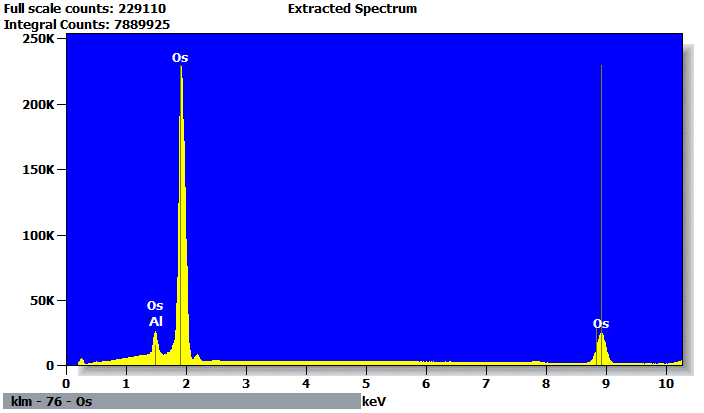 Full scale counts: 229110
Extracted Spectrum
Integral Counts: 7889925
250K
200K
150K
100K
50K
0
Os
Os
Al
Os
0 1 2 3 4 5 6 7 8 9 10
klm - 76 - Os
keV